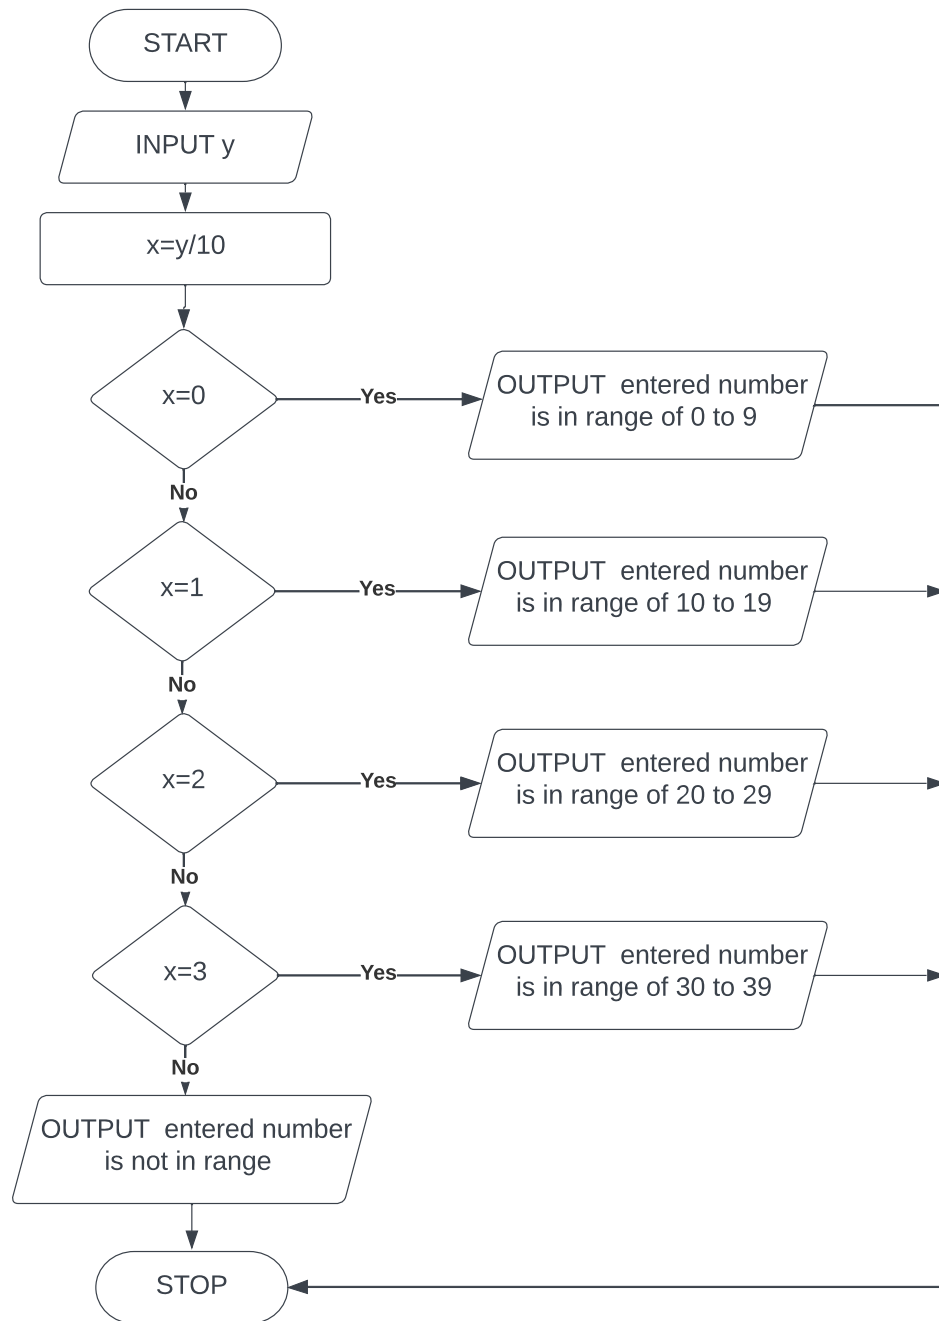 START
INPUT y
x=y/10
x=0
Yes
OUTPUT  entered number
is in range of 0 to 9
No
x=1
Yes
OUTPUT  entered number
is in range of 10 to 19
No
x=2
Yes
OUTPUT  entered number
is in range of 20 to 29
No
x=3
Yes
OUTPUT  entered number
is in range of 30 to 39
No
OUTPUT  entered number
is not in range
STOP